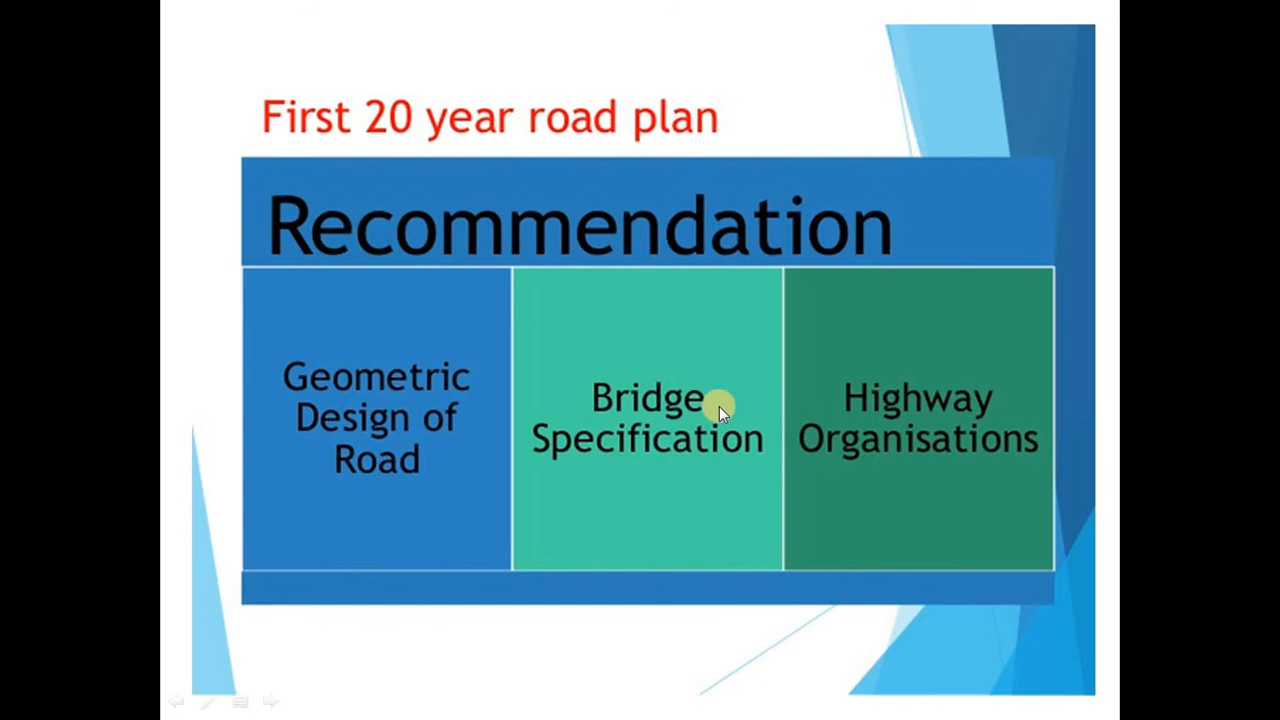 First 20 year road plan
Recommendation
Geometric
Design of
Road
Bridge
Specification
Highway
Organisations